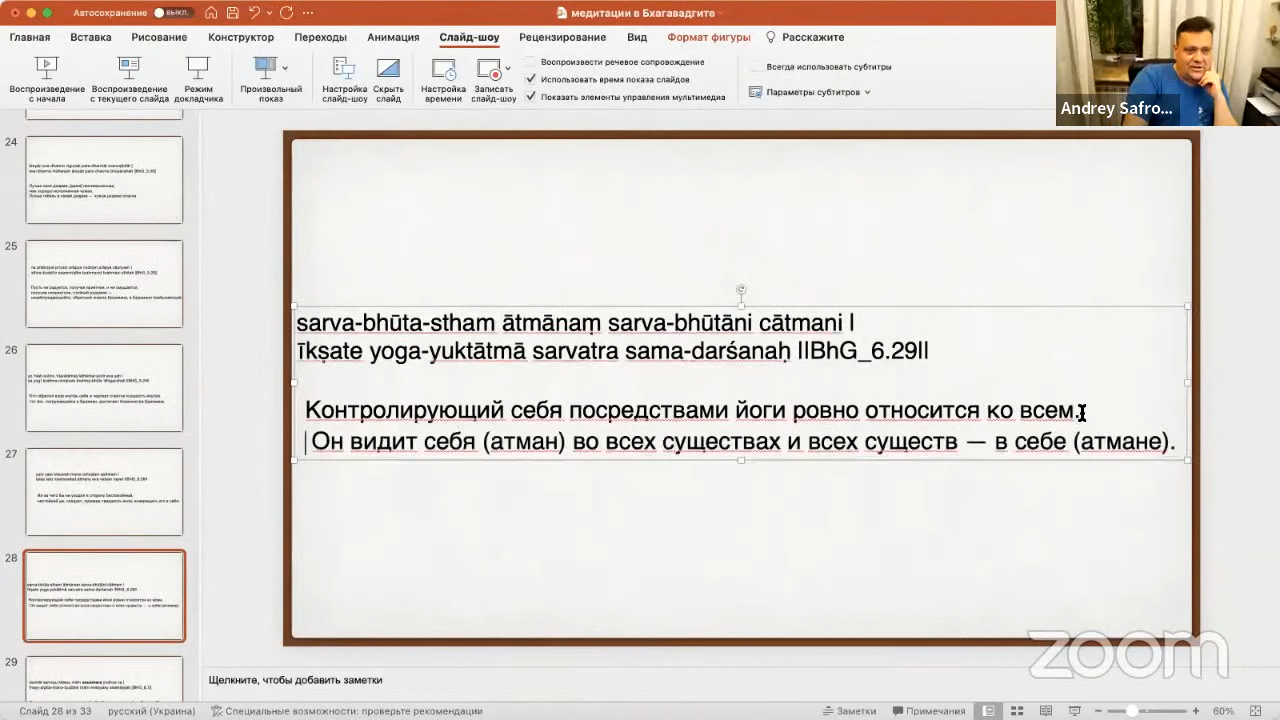 Автосохранение ВЫКЛ.
медитации в Бхагавадгите
Главная Вставка Рисование Конструктор Переходы Анимация Слайд-шоу Рецензирование Вид Формат фигуры Расскажите
Воспроизведение с начала
Воспроизведение с текущего слайда
Режим докладчика
Произвольный показ
Настройка слайд-шоу
Скрыть слайд
Настройка времени
Записать слайд-шоу
Воспроизвести речевое сопровождение
Использовать время показа слайдов
Показать элементы управления мультимедиа
Всегда использовать субтитры
Параметры субтитров
Andrey Safro...
24
25
26
27
28
29
sarva-bhūta-stham ātmānaṃ sarva-bhūtāni cātmani |
īkṣate yoga-yuktātmā sarvatra sama-darśanaḥ ||BhG_6.29||
Контролирующий себя посредствами йоги ровно относится ко всем.
Он видит себя (атман) во всех существах и всех существ — в себе (атмане).
zoom
Щелкните, чтобы добавить заметки
Слайд 28 из 33 русский (Украина) Специальные возможности: проверьте рекомендации Заметки Примечания 60%